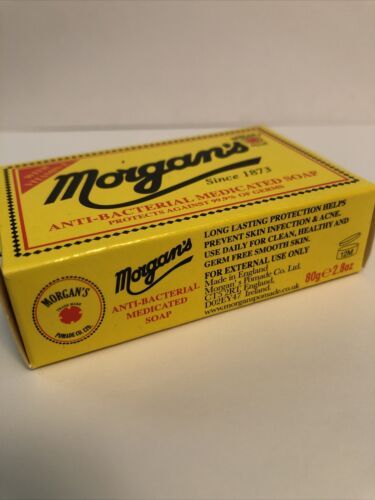 Morgan's
Since 1873
ANTI-BACTERIAL MEDICATED SOAP
PROTECTS AGAINST 99.9% OF GERMS
MORGAN'S
POMADE CO. LTD.
Morgan's
ANTI-BACTERIAL
MEDICATED
SOAP
LONG LASTING PROTECTION HELPS
PREVENT SKIN INFECTION & ACNE.
USE DAILY FOR CLEAN, HEALTHY AND
GERM FREE SMOOTH SKIN.
FOR EXTERNAL USE ONLY
Made in England
Morgan's Pomade Co. Ltd.
CT5 2RL England,
D02EY47 Ireland.
www.morganspomade.co.uk
12M
80g e 2.8oz